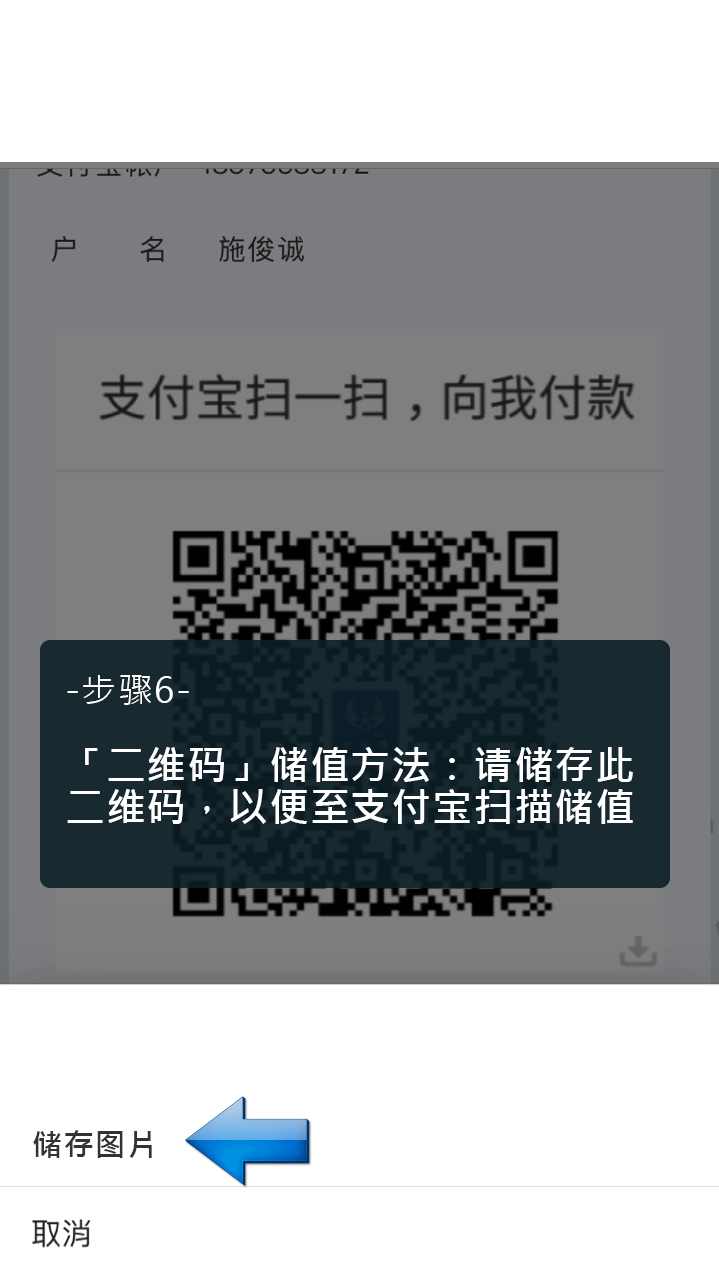 户 名 施俊诚
支付宝扫一扫，向我付款
-步骤6-
「二维码」储值方法：请储存此
二维码，以便至支付宝扫描储值
储存图片
取消